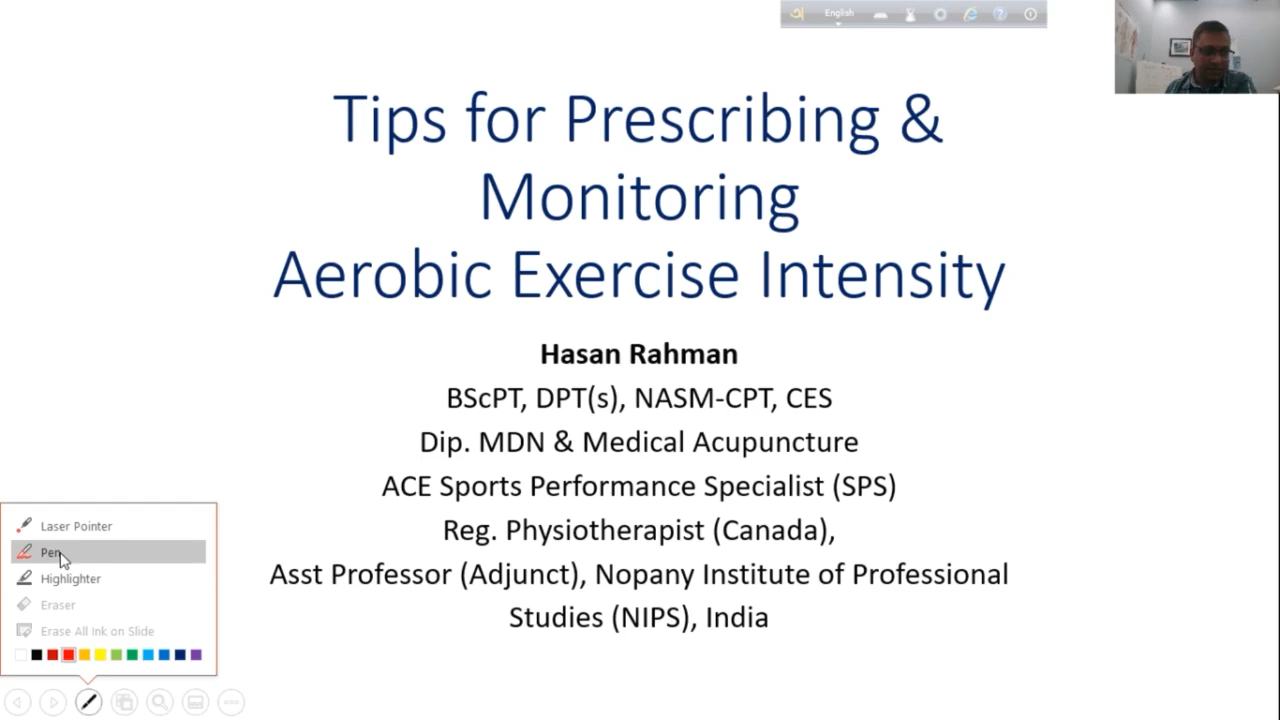 English
Tips for Prescribing &
Monitoring
Aerobic Exercise Intensity
Hasan Rahman
BScPT, DPT(s), NASM-CPT, CES
Dip. MDN & Medical Acupuncture
ACE Sports Performance Specialist (SPS)
Reg. Physiotherapist (Canada),
Asst Professor (Adjunct), Nopany Institute of Professional
Studies (NIPS), India
Laser Pointer
Pen
Highlighter
Eraser
Erase All Ink on Slide